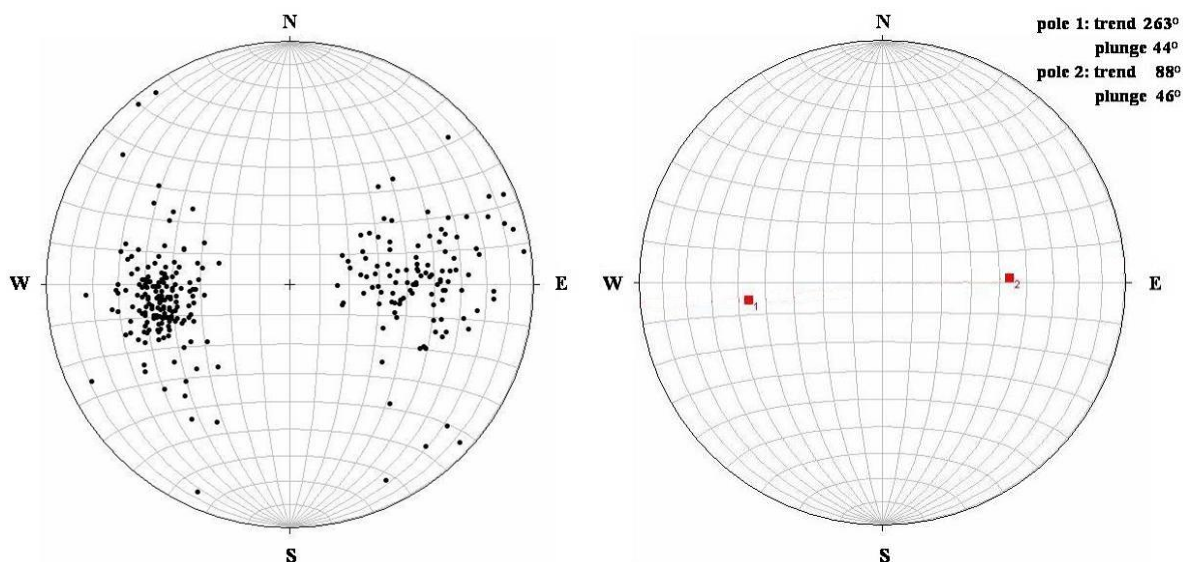 N
W
E
S
N
W
E
S
1
2
pole 1: trend 263°
plunge 44°
pole 2: trend 88°
plunge 46°